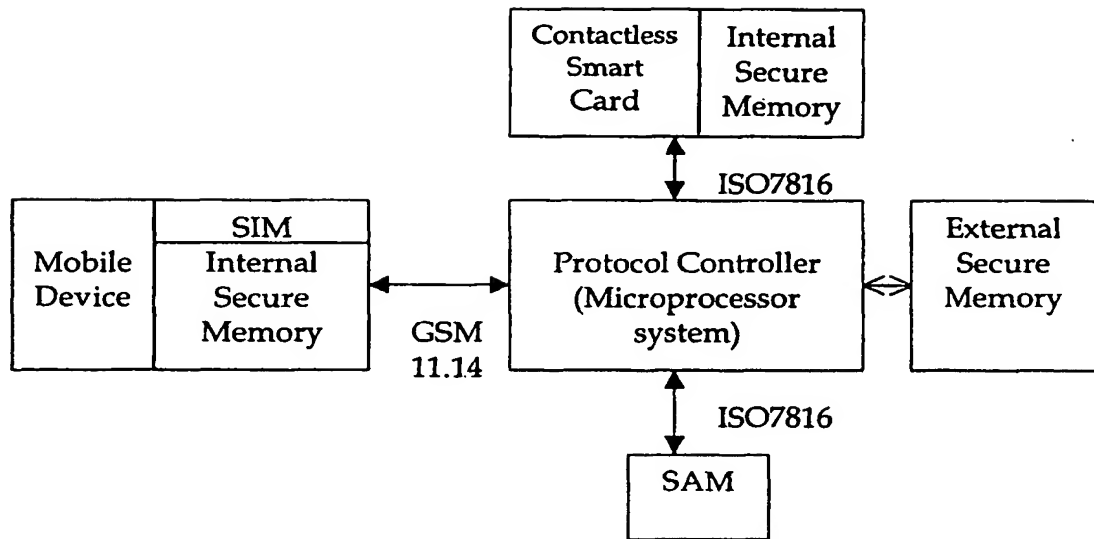 Contactless
Smart
Card
Internal
Secure
Memory
ISO7816
Mobile
Device
SIM
Internal
Secure
Memory
GSM
11.14
Protocol Controller
(Microprocessor
system)
External
Secure
Memory
ISO7816
SAM